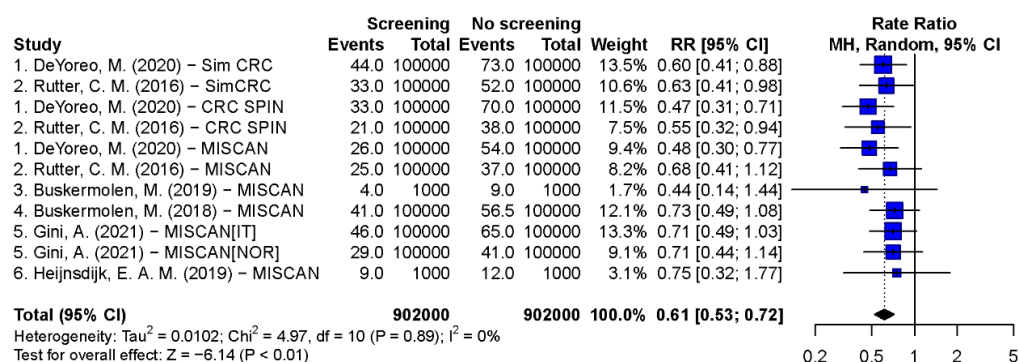 Screening No screening Rate Ratio
Study Events Total Events Total Weight RR [95% CI] MH, Random, 95% CI
1. DeYoreo, M. (2020) − Sim CRC 44.0 100000 73.0 100000 13.5% 0.60 [0.41; 0.88]
2. Rutter, C. M. (2016) − SimCRC 33.0 100000 52.0 100000 10.6% 0.63 [0.41; 0.98]
1. DeYoreo, M. (2020) − CRC SPIN 33.0 100000 70.0 100000 11.5% 0.47 [0.31; 0.71]
2. Rutter, C. M. (2016) − CRC SPIN 21.0 100000 38.0 100000 7.5% 0.55 [0.32; 0.94]
1. DeYoreo, M. (2020) − MISCAN 26.0 100000 54.0 100000 9.4% 0.48 [0.30; 0.77]
2. Rutter, C. M. (2016) − MISCAN 25.0 100000 37.0 100000 8.2% 0.68 [0.41; 1.12]
3. Buskermolen, M. (2019) − MISCAN 4.0 1000 9.0 1000 1.7% 0.44 [0.14; 1.44]
4. Buskermolen, M. (2018) − MISCAN 41.0 100000 56.5 100000 12.1% 0.73 [0.49; 1.08]
5. Gini, A. (2021) − MISCAN[IT] 46.0 100000 65.0 100000 13.3% 0.71 [0.49; 1.03]
5. Gini, A. (2021) − MISCAN[NOR] 29.0 100000 41.0 100000 9.1% 0.71 [0.44; 1.14]
6. Heijnsdijk, E. A. M. (2019) − MISCAN 9.0 1000 12.0 1000 3.1% 0.75 [0.32; 1.77]
Total (95% CI) 902000 902000 100.0% 0.61 [0.53; 0.72]
Heterogeneity: Tau² = 0.0102; Chi² = 4.97, df = 10 (P = 0.89); I² = 0%
Test for overall effect: Z = −6.14 (P < 0.01)
0.2 0.5 1 2 5